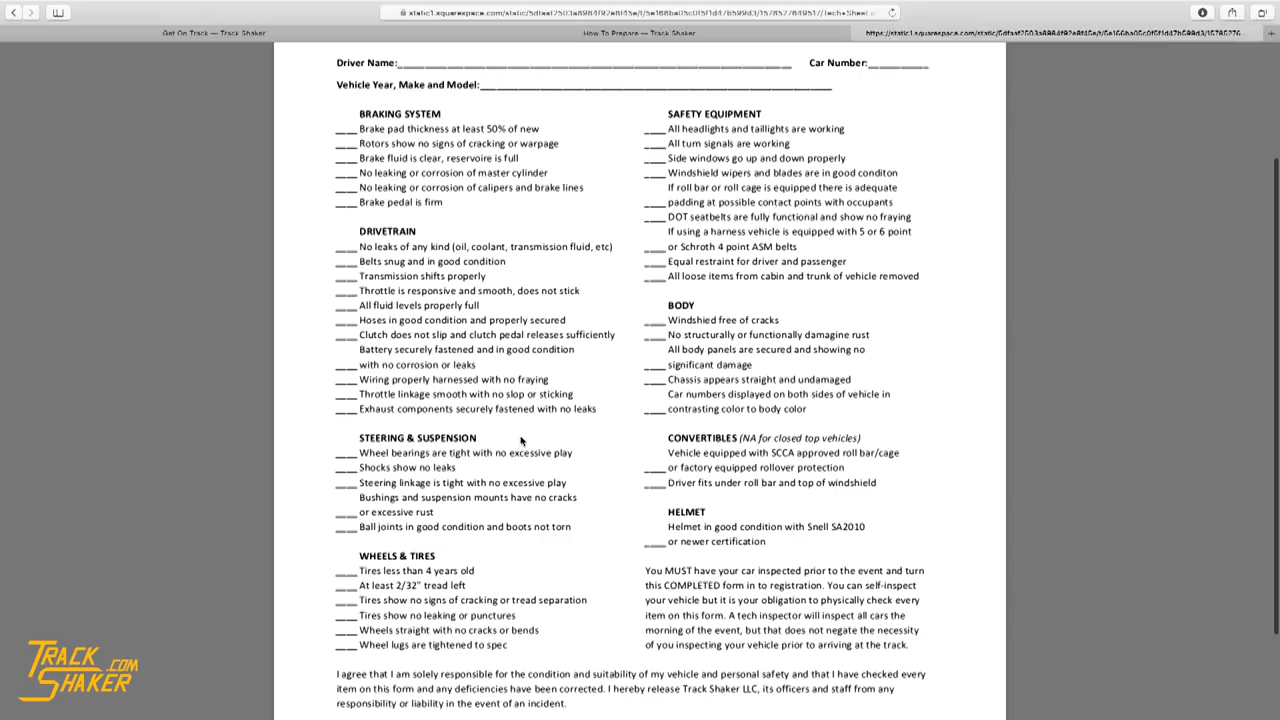 Get On Track — Track Shaker
How To Prepare — Track Shaker
Driver Name:
Car Number:
Vehicle Year, Make and Model:
BRAKING SYSTEM
Brake pad thickness at least 50% of new
Rotors show no signs of cracking or warpage
Brake fluid is clear, reservoire is full
No leaking or corrosion of master cylinder
No leaking or corrosion of calipers and brake lines
Brake pedal is firm
DRIVETRAIN
No leaks of any kind (oil, coolant, transmission fluid, etc)
Belts snug and in good condition
Transmission shifts properly
Throttle is responsive and smooth, does not stick
All fluid levels properly full
Hoses in good condition and properly secured
Clutch does not slip and clutch pedal releases sufficiently
Battery securely fastened and in good condition
with no corrosion or leaks
Wiring properly harnessed with no fraying
Throttle linkage smooth with no slop or sticking
Exhaust components securely fastened with no leaks
STEERING & SUSPENSION
Wheel bearings are tight with no excessive play
Shocks show no leaks
Steering linkage is tight with no excessive play
Bushings and suspension mounts have no cracks
or excessive rust
Ball joints in good condition and boots not torn
WHEELS & TIRES
Tires less than 4 years old
At least 2/32" tread left
Tires show no signs of cracking or tread separation
Tires show no leaking or punctures
Wheels straight with no cracks or bends
Wheel lugs are tightened to spec
SAFETY EQUIPMENT
All headlights and taillights are working
All turn signals are working
Side windows go up and down properly
Windshield wipers and blades are in good conditon
If roll bar or roll cage is equipped there is adequate
padding at possible contact points with occupants
DOT seatbelts are fully functional and show no fraying
If using a harness vehicle is equipped with 5 or 6 point
or Schroth 4 point ASM belts
Equal restraint for driver and passenger
All loose items from cabin and trunk of vehicle removed
BODY
Windshied free of cracks
No structurally or functionally damagine rust
All body panels are secured and showing no
significant damage
Chassis appears straight and undamaged
Car numbers displayed on both sides of vehicle in
contrasting color to body color
CONVERTIBLES (NA for closed top vehicles)
Vehicle equipped with SCCA approved roll bar/cage
or factory equipped rollover protection
Driver fits under roll bar and top of windshield
HELMET
Helmet in good condition with Snell SA2010
or newer certification
You MUST have your car inspected prior to the event and turn
this COMPLETED form in to registration. You can self-inspect
your vehicle but it is your obligation to physically check every
item on this form. A tech inspector will inspect all cars the
morning of the event, but that does not negate the necessity
of you inspecting your vehicle prior to arriving at the track.
I agree that I am solely responsible for the condition and suitability of my vehicle and personal safety and that I have checked every
item on this form and any deficiencies have been corrected. I hereby release Track Shaker LLC, its officers and staff from any
responsibility or liability in the event of an incident.
TRACK
SHAKER.COM